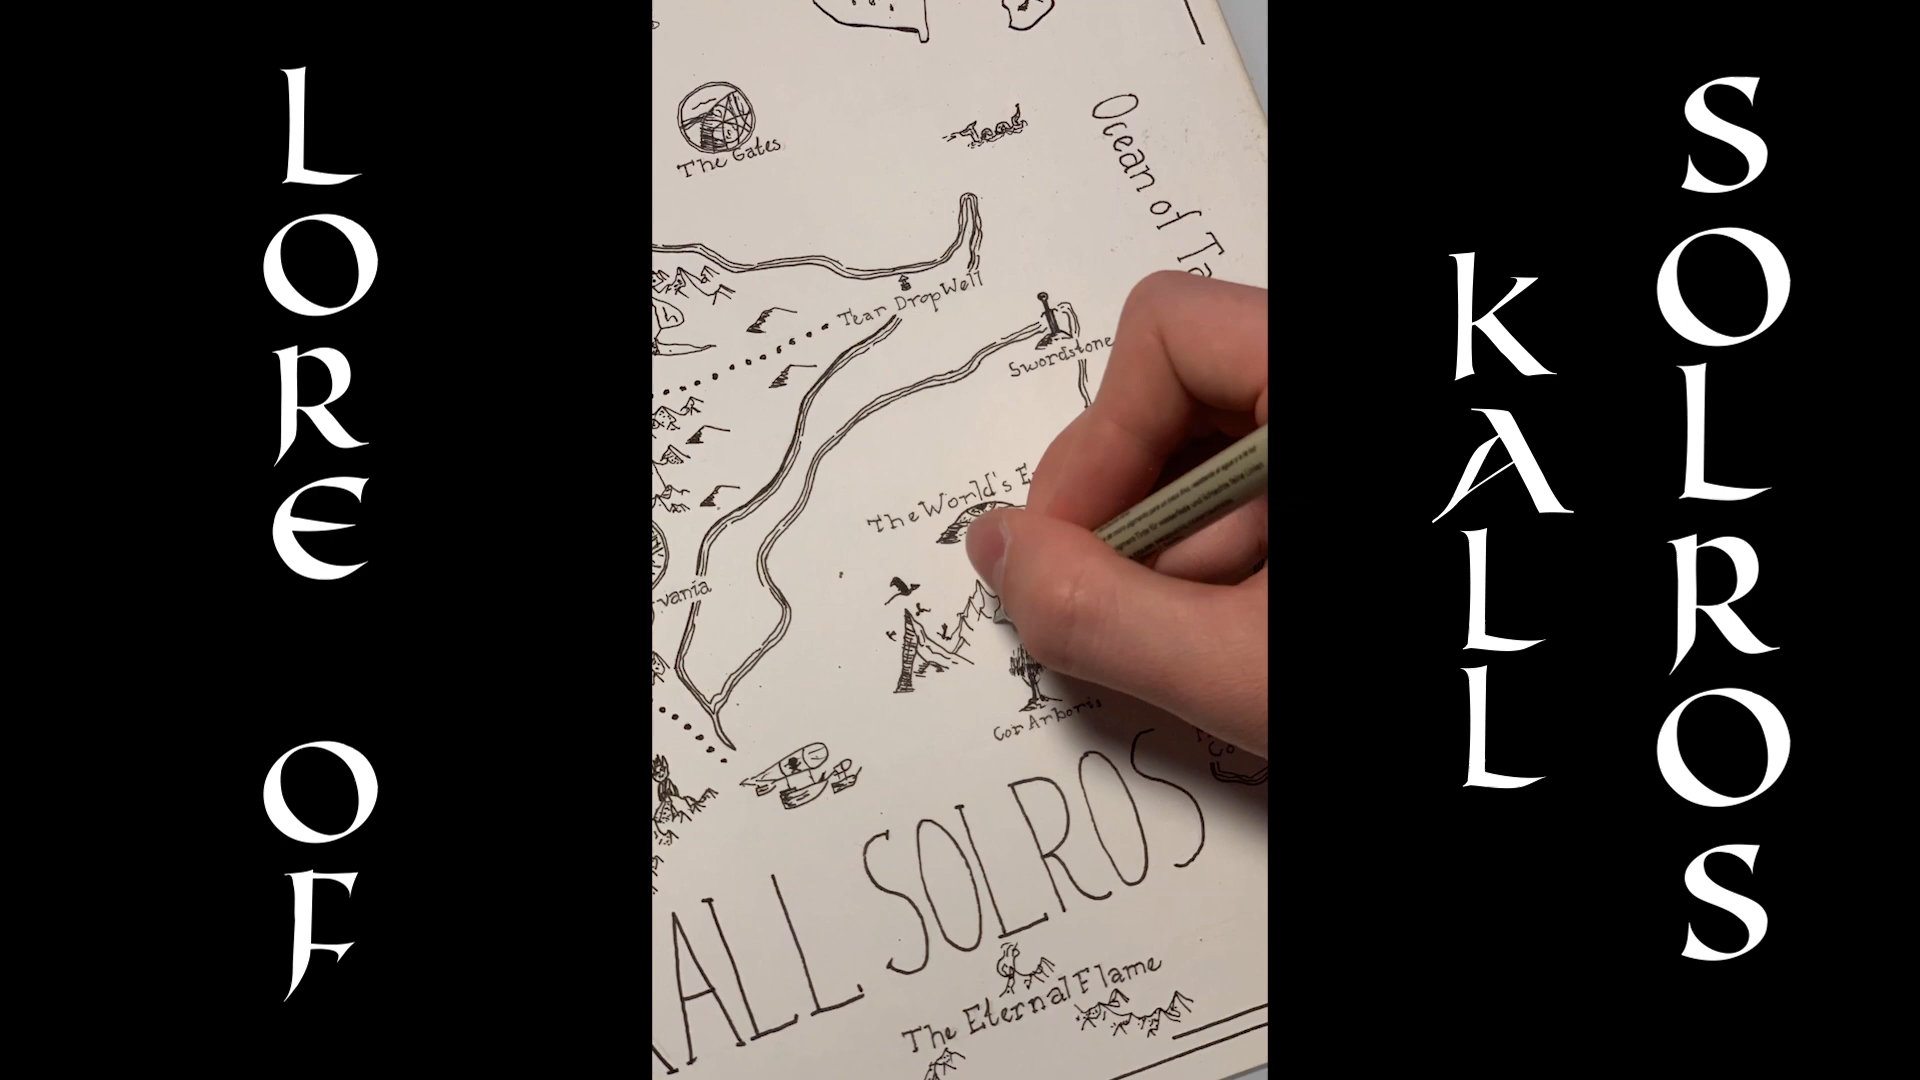 LORE
OF
KALL
SOLROS
The Gates
Ocean of
Tear Drop Well
Swordstone
The World's
vania
Cor Arboris
ALL SOLROS
The Eternal Flame